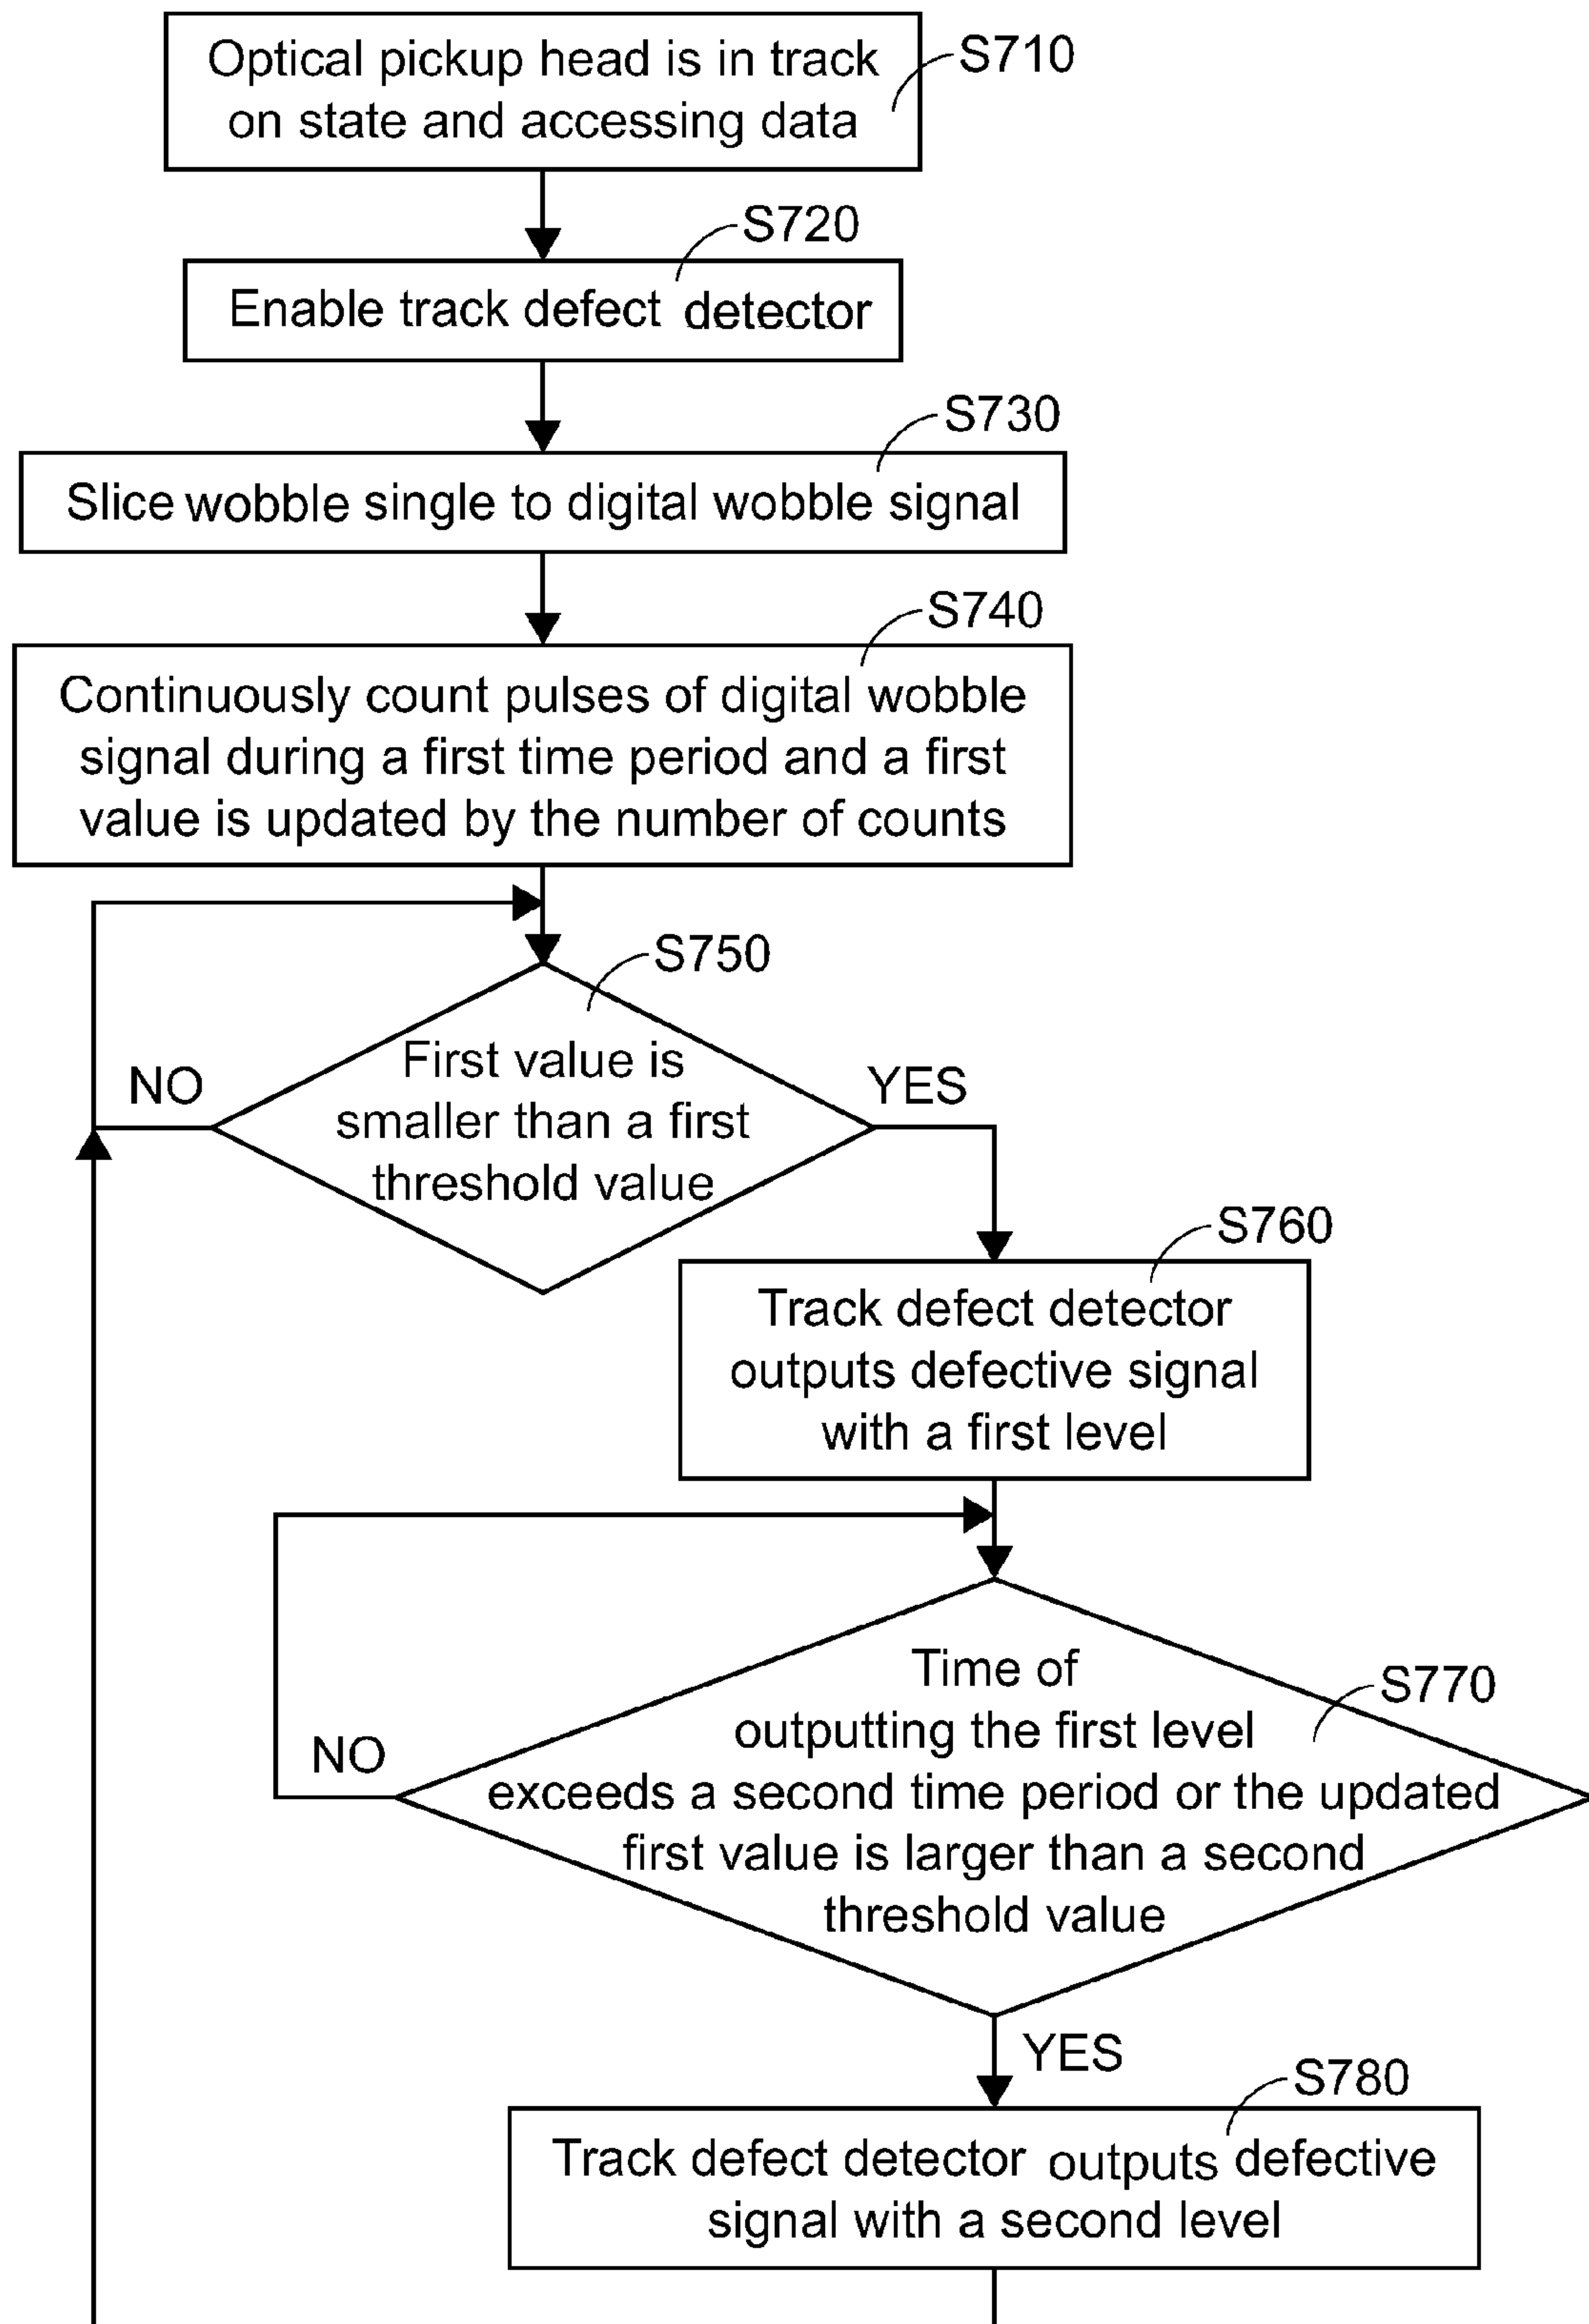 Optical pickup head is in track
on state and accessing data
S710
S720
Enable track defect detector
S730
Slice wobble single to digital wobble signal
S740
Continuously count pulses of digital wobble
signal during a first time period and a first
value is updated by the number of counts
S750
First value is
smaller than a first
threshold value
NO
YES
S760
Track defect detector
outputs defective signal
with a first level
Time of
outputting the first level
exceeds a second time period or the updated
first value is larger than a second
threshold value
S770
NO
YES
S780
Track defect detector outputs defective
signal with a second level